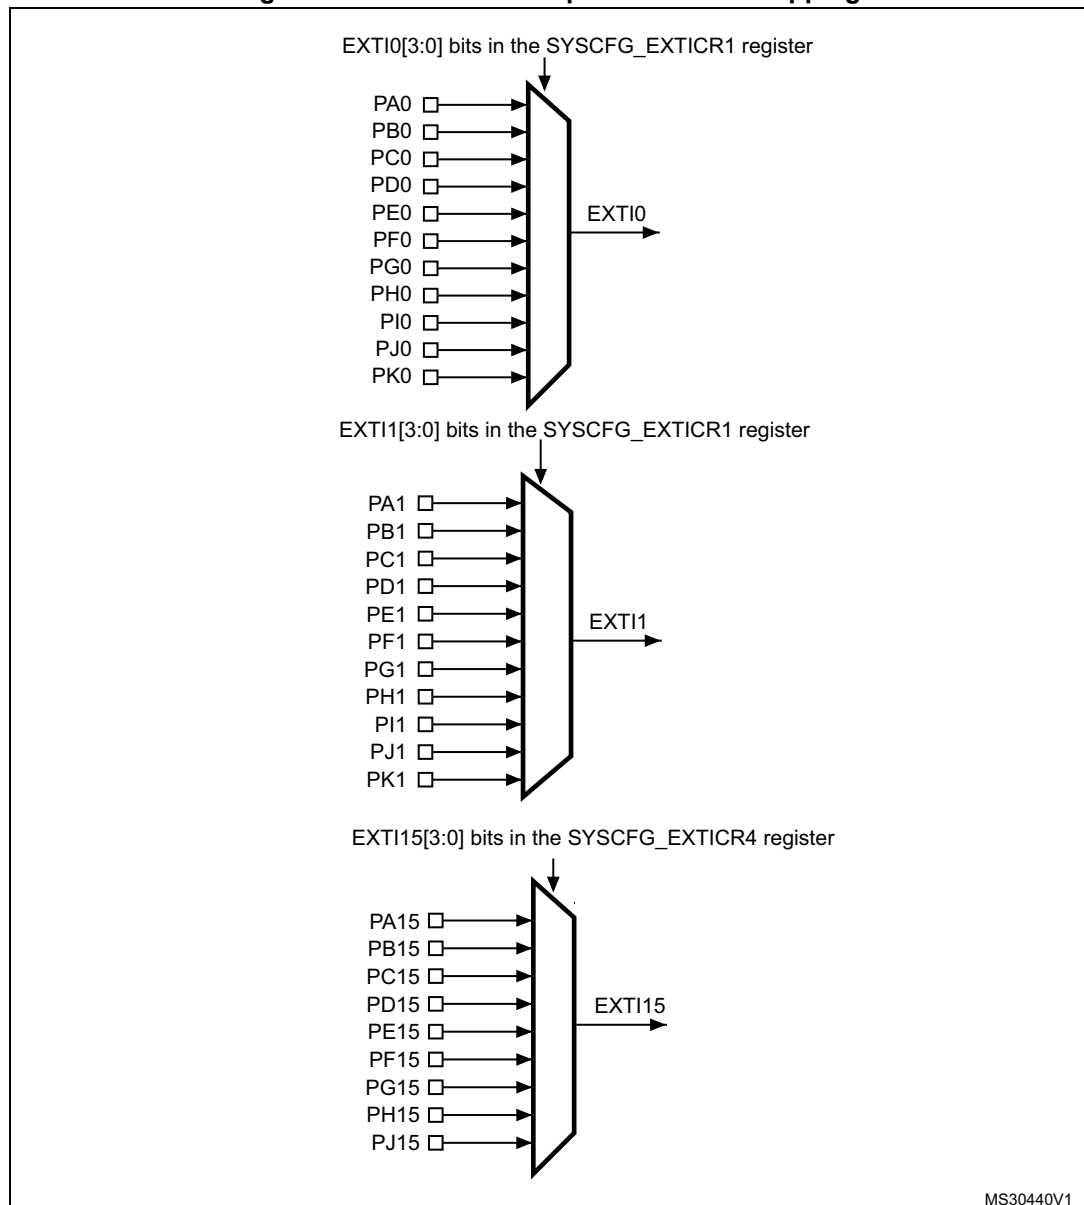 EXTI0[3:0] bits in the SYSCFG_EXTICR1 register
PA0
PB0
PC0
PD0
PE0
EXTI0
PF0
PG0
PH0
PI0
PJ0
PK0
EXTI1[3:0] bits in the SYSCFG_EXTICR1 register
PA1
PB1
PC1
PD1
PE1
EXTI1
PF1
PG1
PH1
PI1
PJ1
PK1
EXTI15[3:0] bits in the SYSCFG_EXTICR4 register
PA15
PB15
PC15
PD15
EXTI15
PE15
PF15
PG15
PH15
PJ15
MS30440V1